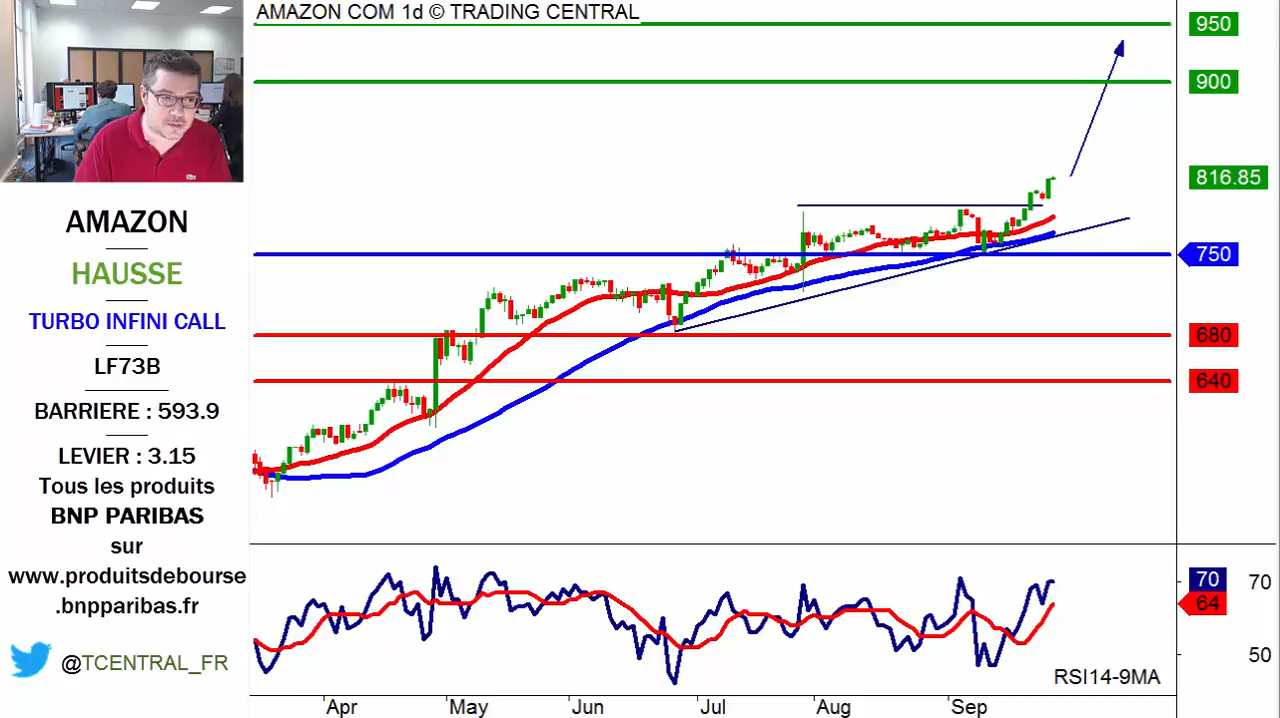 AMAZON COM 1d © TRADING CENTRAL
950
900
816.85
750
680
640
AMAZON
HAUSSE
TURBO INFINI CALL
LF73B
BARRIERE : 593.9
LEVIER : 3.15
Tous les produits
BNP PARIBAS
sur
www.produitsdebourse
.bnpparibas.fr
@TCENTRAL_FR
70
70
64
50
RSI14-9MA
Apr
May
Jun
Jul
Aug
Sep